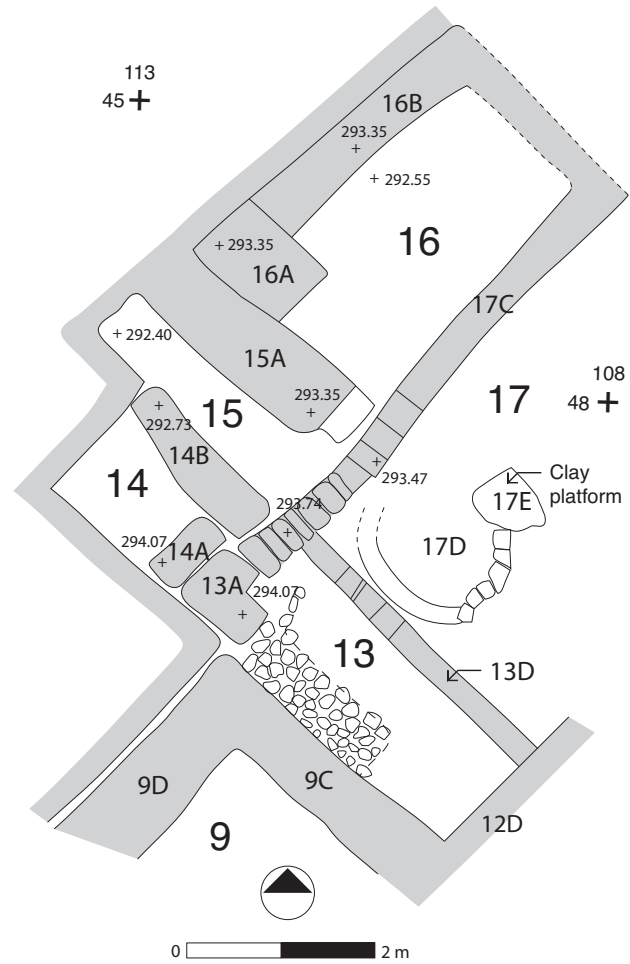 113
45
16B
293.35
292.55
16
293.35
16A
17C
292.40
15A
108
293.35
17
48
15
292.73
14B
14
293.47
Clay
platform
17E
293.74
17D
294.07
14A
13A
294.07
13
13D
9D
9C
12D
9
0
2 m